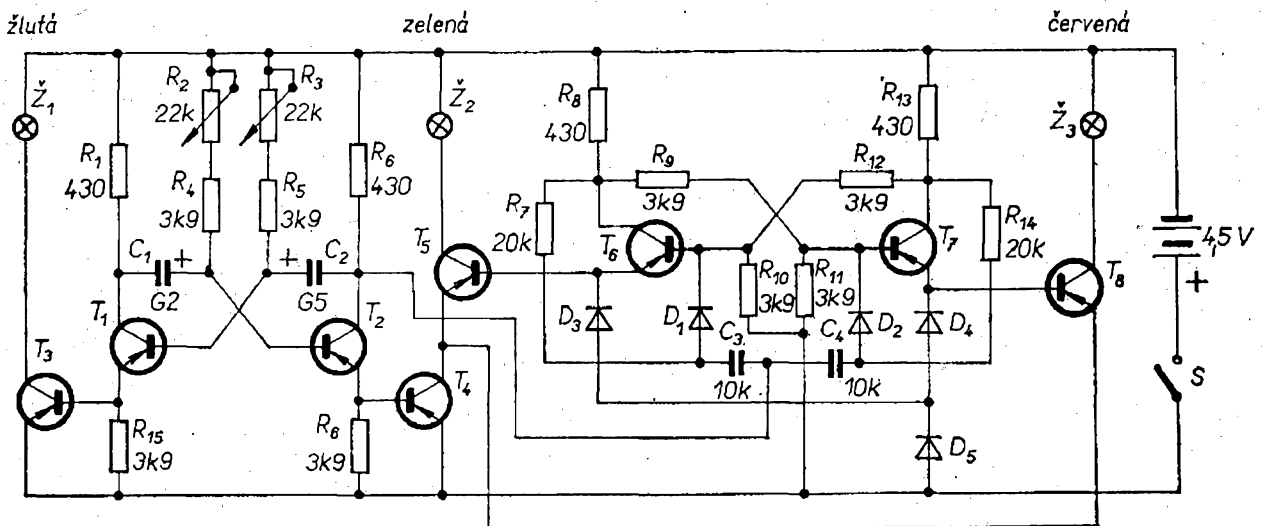 žlutá
zelená
červená
Ž1
R1
430
R2
22k
R3
22k
R4
3k9
R5
3k9
R6
430
Ž2
R8
430
R9
3k9
R12
3k9
R13
430
Ž3
R7
20k
R14
20k
C1
+
G2
+
C2
G5
T1
T2
T3
T4
T5
T6
T7
T8
R10
3k9
R11
3k9
D3
D1
D2
D4
C3
10k
C4
10k
D5
R15
3k9
R6
3k9
4,5 V
+
S